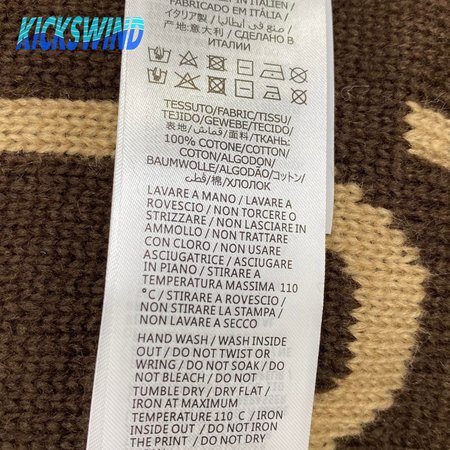 KICKSWIND
MADE IN ITALIEN /
FABRICADO EM ITÁLIA /
イタリア製 / صنع في ايطاليا /
产地: 意大利 / СДЕЛАНО В
ИТАЛИИ
TESSUTO/FABRIC/TISSU/
TEJIDO/GEWEBE/TECIDO/
表地/قماش/面料/ТКАНЬ:
100% COTONE/COTTON/
COTON/ALGODON/
BAUMWOLLE/ALGODÃO/コットン/
قطن/棉/ХЛОПОК
LAVARE A MANO / LAVARE A
ROVESCIO / NON TORCERE O
STRIZZARE / NON LASCIARE IN
AMMOLLO / NON TRATTARE
CON CLORO / NON USARE
ASCIUGATRICE / ASCIUGARE
IN PIANO / STIRARE A
TEMPERATURA MASSIMA 110
°C / STIRARE A ROVESCIO /
NON STIRARE LA STAMPA /
NON LAVARE A SECCO
HAND WASH / WASH INSIDE
OUT / DO NOT TWIST OR
WRING / DO NOT SOAK / DO
NOT BLEACH / DO NOT
TUMBLE DRY / DRY FLAT /
IRON AT MAXIMUM
TEMPERATURE 110 °C / IRON
INSIDE OUT / DO NOT IRON
THE PRINT / DO NOT DRY